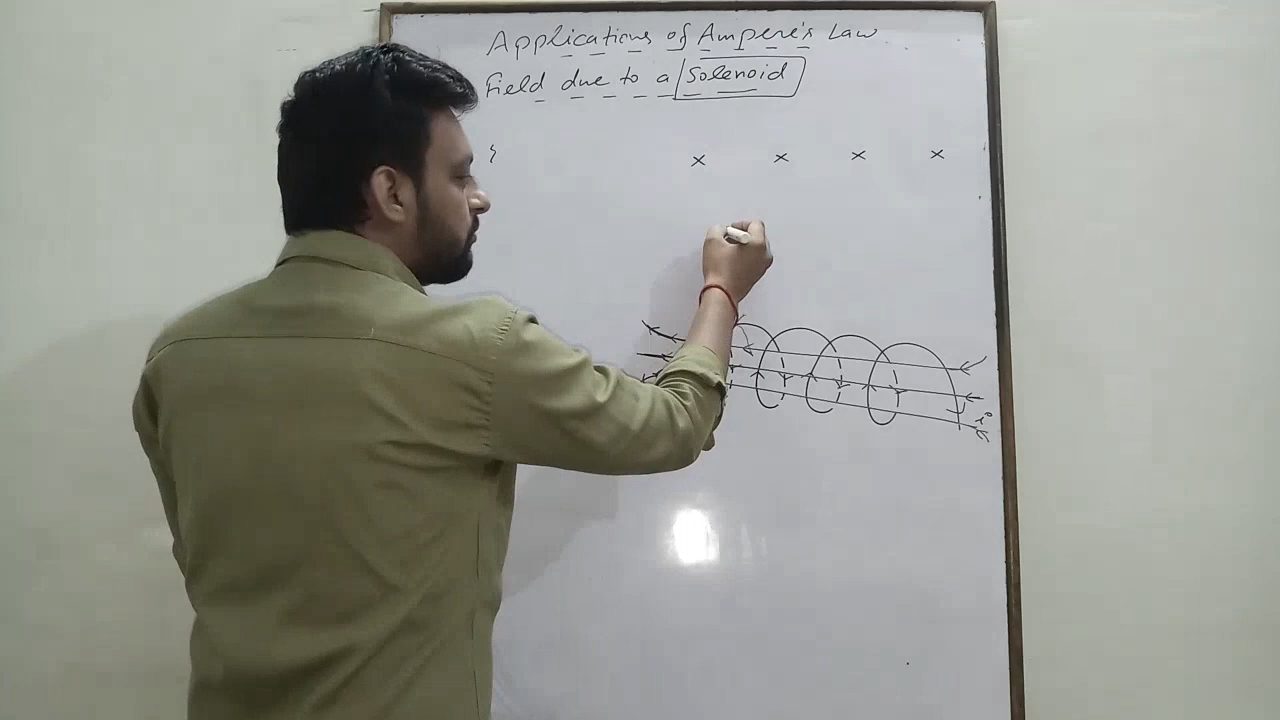 Applications of Ampere's Law
Field due to a Solenoid
x x x x
i